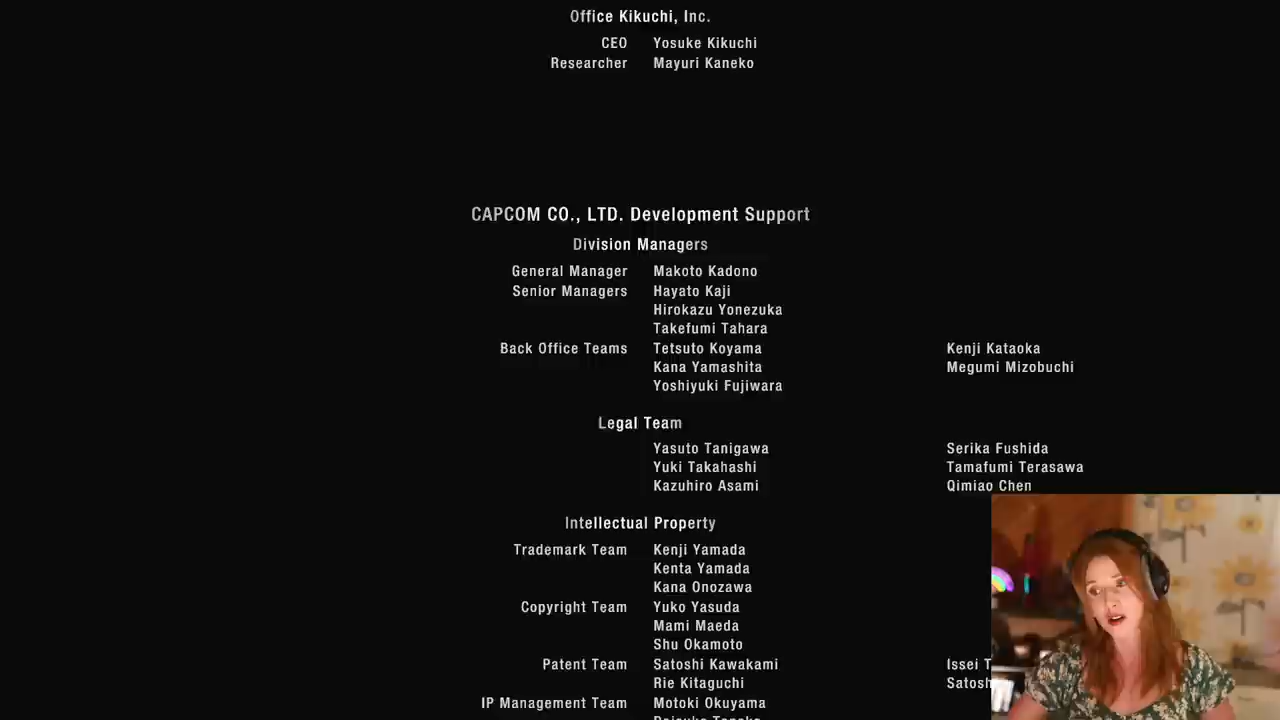 Office Kikuchi, Inc.
CEO Yosuke Kikuchi
Researcher Mayuri Kaneko
CAPCOM CO., LTD. Development Support
Division Managers
General Manager Makoto Kadono
Senior Managers Hayato Kaji
Hirokazu Yonezuka
Takefumi Tahara
Back Office Teams Tetsuto Koyama Kenji Kataoka
Kana Yamashita Megumi Mizobuchi
Yoshiyuki Fujiwara
Legal Team
Yasuto Tanigawa Serika Fushida
Yuki Takahashi Tamafumi Terasawa
Kazuhiro Asami Qimiao Chen
Intellectual Property
Trademark Team Kenji Yamada
Kenta Yamada
Kana Onozawa
Copyright Team Yuko Yasuda
Mami Maeda
Shu Okamoto
Patent Team Satoshi Kawakami Issei T
Rie Kitaguchi Satosh
IP Management Team Motoki Okuyama